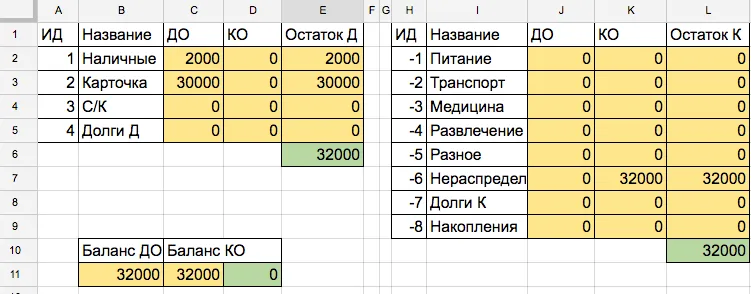 A B C D E F G H I J K L
1 ИД Название ДО КО Остаток Д ИД Название ДО КО Остаток К
2 1 Наличные 2000 0 2000 -1 Питание 0 0 0
3 2 Карточка 30000 0 30000 -2 Транспорт 0 0 0
4 3 С/К 0 0 0 -3 Медицина 0 0 0
5 4 Долги Д 0 0 0 -4 Развлечение 0 0 0
6 32000 -5 Разное 0 0 0
7 -6 Нераспредел 0 32000 32000
8 -7 Долги К 0 0 0
9 -8 Накопления 0 0 0
10 Баланс ДО Баланс КО 32000
11 32000 32000 0